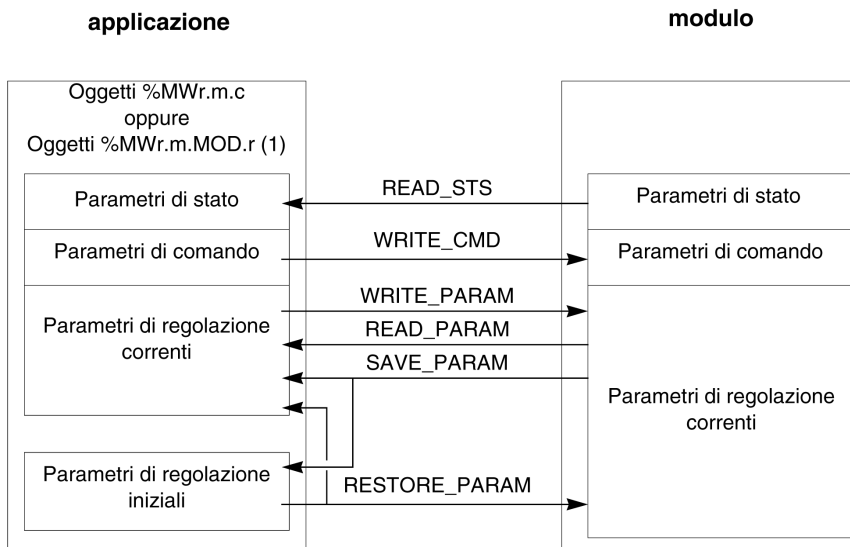 applicazione
modulo
Oggetti %MWr.m.c
oppure
Oggetti %MWr.m.MOD.r (1)
Parametri di stato
READ_STS
Parametri di stato
Parametri di comando
WRITE_CMD
Parametri di comando
WRITE_PARAM
Parametri di regolazione
correnti
READ_PARAM
SAVE_PARAM
Parametri di regolazione
correnti
Parametri di regolazione
iniziali
RESTORE_PARAM